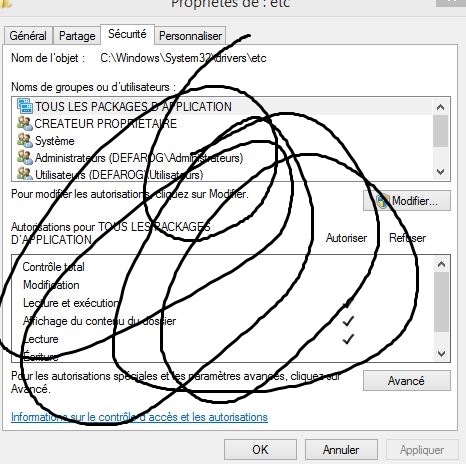 Propriétés de : etc
Général Partage Sécurité Personnaliser
Nom de l'objet : C:\Windows\System32\drivers\etc
Noms de groupes ou d'utilisateurs :
TOUS LES PACKAGES D'APPLICATION
CREATEUR PROPRIETAIRE
Système
Administrateurs (DEFAROG\Administrateurs)
Utilisateurs (DEFAROG\Utilisateurs)
Pour modifier les autorisations, cliquez sur Modifier.
Modifier...
Autorisations pour TOUS LES PACKAGES
D'APPLICATION Autoriser Refuser
Contrôle total
Modification
Lecture et exécution
Affichage du contenu du dossier
Lecture
Écriture
Pour les autorisations spéciales et les paramètres avancés, cliquez sur
Avancé.
Avancé
Informations sur le contrôle d'accès et les autorisations
OK Annuler Appliquer